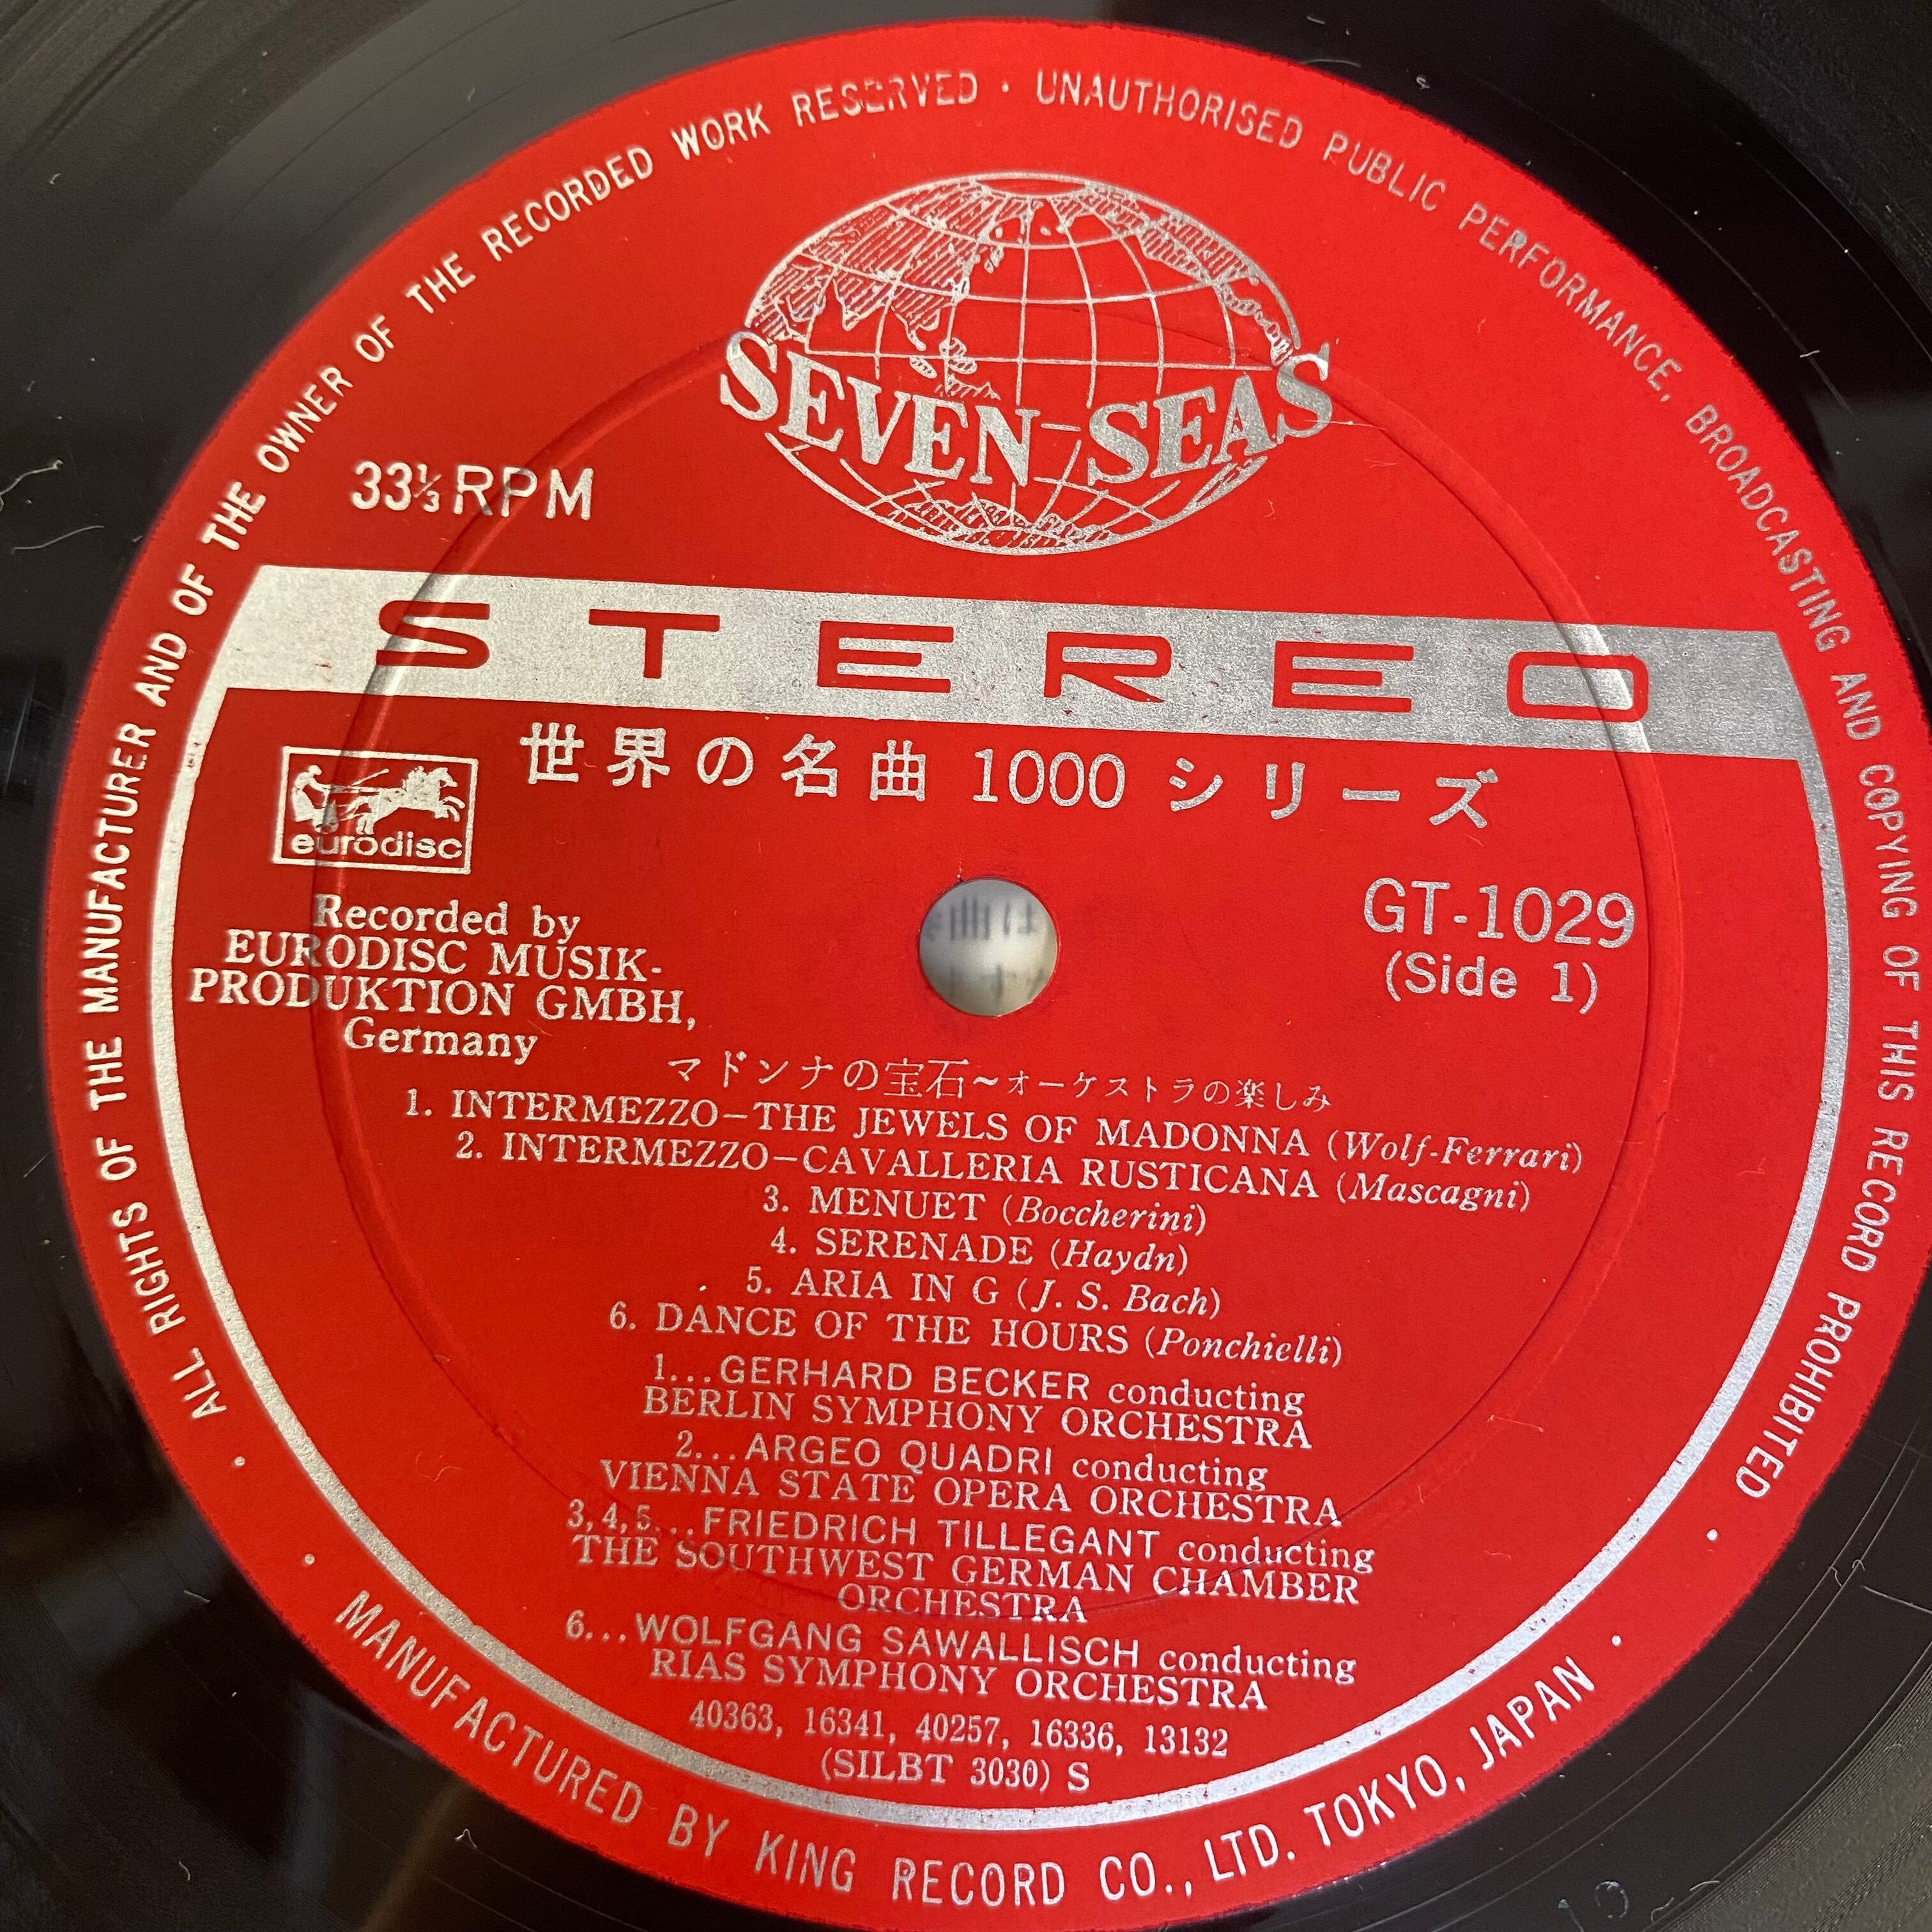 ALL RIGHTS OF THE MANUFACTURER AND OF THE OWNER OF THE RECORDED WORK RESERVED · UNAUTHORISED PUBLIC PERFORMANCE, BROADCASTING AND COPYING OF THIS RECORD PROHIBITED ·
SEVEN-SEAS
33⅓ RPM
STEREO
世界の名曲 1000 シリーズ
eurodisc
Recorded by
EURODISC MUSIK-
PRODUKTION GMBH,
Germany
GT-1029
(Side 1)
マドンナの宝石~オーケストラの楽しみ
1. INTERMEZZO-THE JEWELS OF MADONNA (Wolf-Ferrari)
2. INTERMEZZO-CAVALLERIA RUSTICANA (Mascagni)
3. MENUET (Boccherini)
4. SERENADE (Haydn)
5. ARIA IN G (J. S. Bach)
6. DANCE OF THE HOURS (Ponchielli)
1...GERHARD BECKER conducting
BERLIN SYMPHONY ORCHESTRA
2...ARGEO QUADRI conducting
VIENNA STATE OPERA ORCHESTRA
3, 4, 5...FRIEDRICH TILLEGANT conducting
THE SOUTHWEST GERMAN CHAMBER
ORCHESTRA
6...WOLFGANG SAWALLISCH conducting
RIAS SYMPHONY ORCHESTRA
40363, 16341, 40257, 16336, 13132
(SILBT 3030) S
· MANUFACTURED BY KING RECORD CO., LTD. TOKYO, JAPAN ·